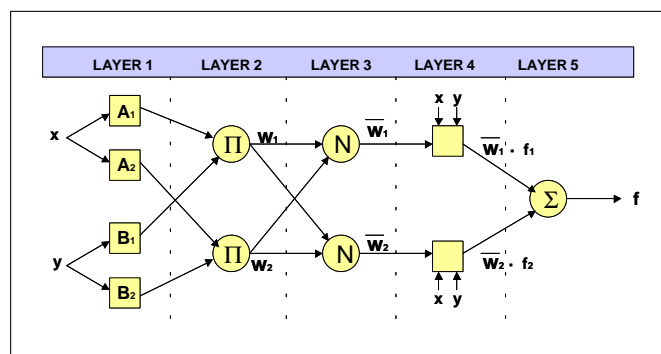 LAYER 1 LAYER 2 LAYER 3 LAYER 4 LAYER 5
A1
x y
x
Π W1 N W̅1
W̅1 . f1
A2
Σ f
B1
y
Π W2 N W̅2
W̅2 . f2
B2
x y